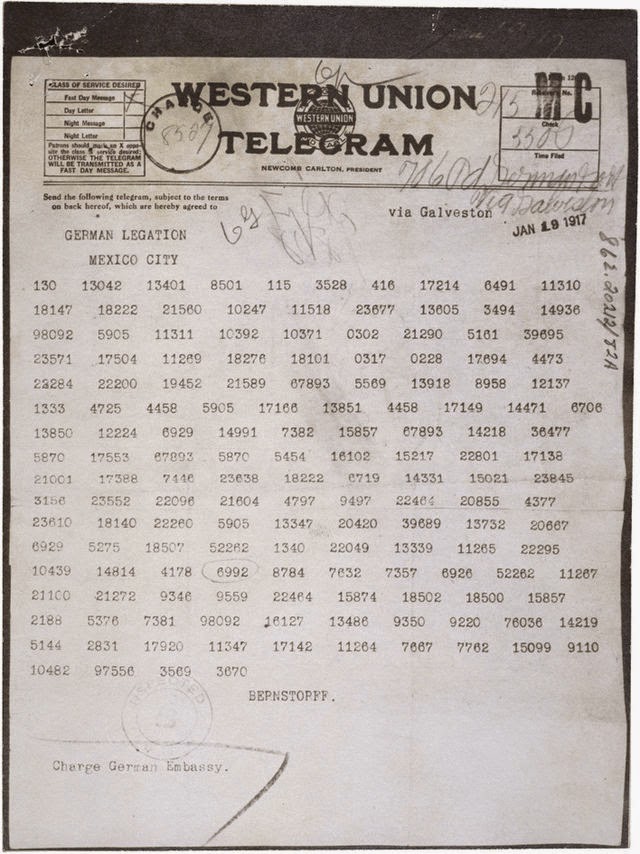 CLASS OF SERVICE DESIRED
Fast Day Message X
Day Letter
Night Message
Night Letter
Patrons should mark an X oppo-
site the class of service desired;
OTHERWISE THE TELEGRAM
WILL BE TRANSMITTED AS A
FAST DAY MESSAGE.
CHARGE
WESTERN UNION
WESTERN UNION
TELEGRAM
NEWCOMB CARLTON, PRESIDENT
Receiver's No.
Check
Time Filed
Send the following telegram, subject to the terms
on back hereof, which are hereby agreed to
via Galveston
JAN 19 1917
GERMAN LEGATION
MEXICO CITY
130 13042 13401 8501 115 3528 416 17214 6491 11310
18147 18222 21560 10247 11518 23677 13605 3494 14936
98092 5905 11311 10392 10371 0302 21290 5161 39695
23571 17504 11269 18276 18101 0317 0228 17694 4473
22284 22200 19452 21589 67893 5569 13918 8958 12137
1333 4725 4458 5905 17166 13851 4458 17149 14471 6706
13850 12224 6929 14991 7382 15857 67893 14218 36477
5870 17553 67893 5870 5454 16102 15217 22801 17138
21001 17388 7446 23638 18222 6719 14331 15021 23845
3156 23552 22096 21604 4797 9497 22464 20855 4377
23610 18140 22260 5905 13347 20420 39689 13732 20667
6929 5275 18507 52262 1340 22049 13339 11265 22295
10439 14814 4178 6992 8784 7632 7357 6926 52262 11267
21100 21272 9346 9559 22464 15874 18502 18500 15857
2188 5376 7381 98092 16127 13486 9350 9220 76036 14219
5144 2831 17920 11347 17142 11264 7667 7762 15099 9110
10482 97556 3569 3670
BERNSTORFF.
Charge German Embassy.